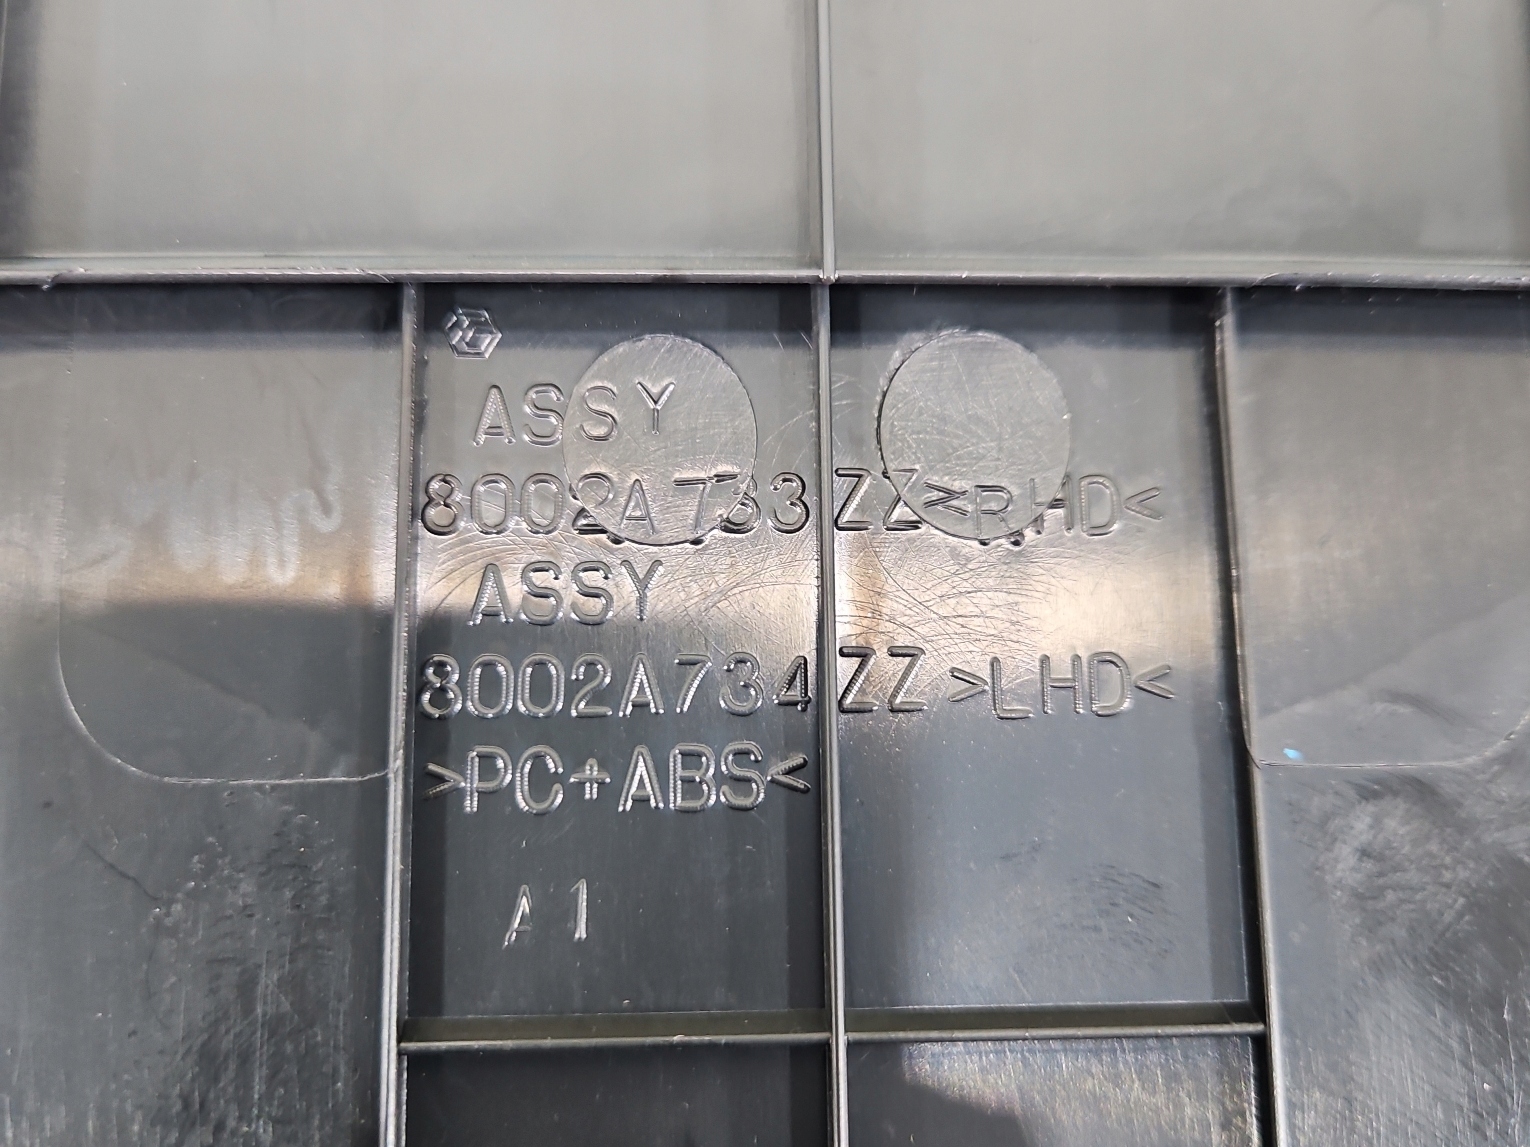 ASSY
8002A733ZZ >RHD<
ASSY
8002A734ZZ >LHD<
>PC+ABS<
A1